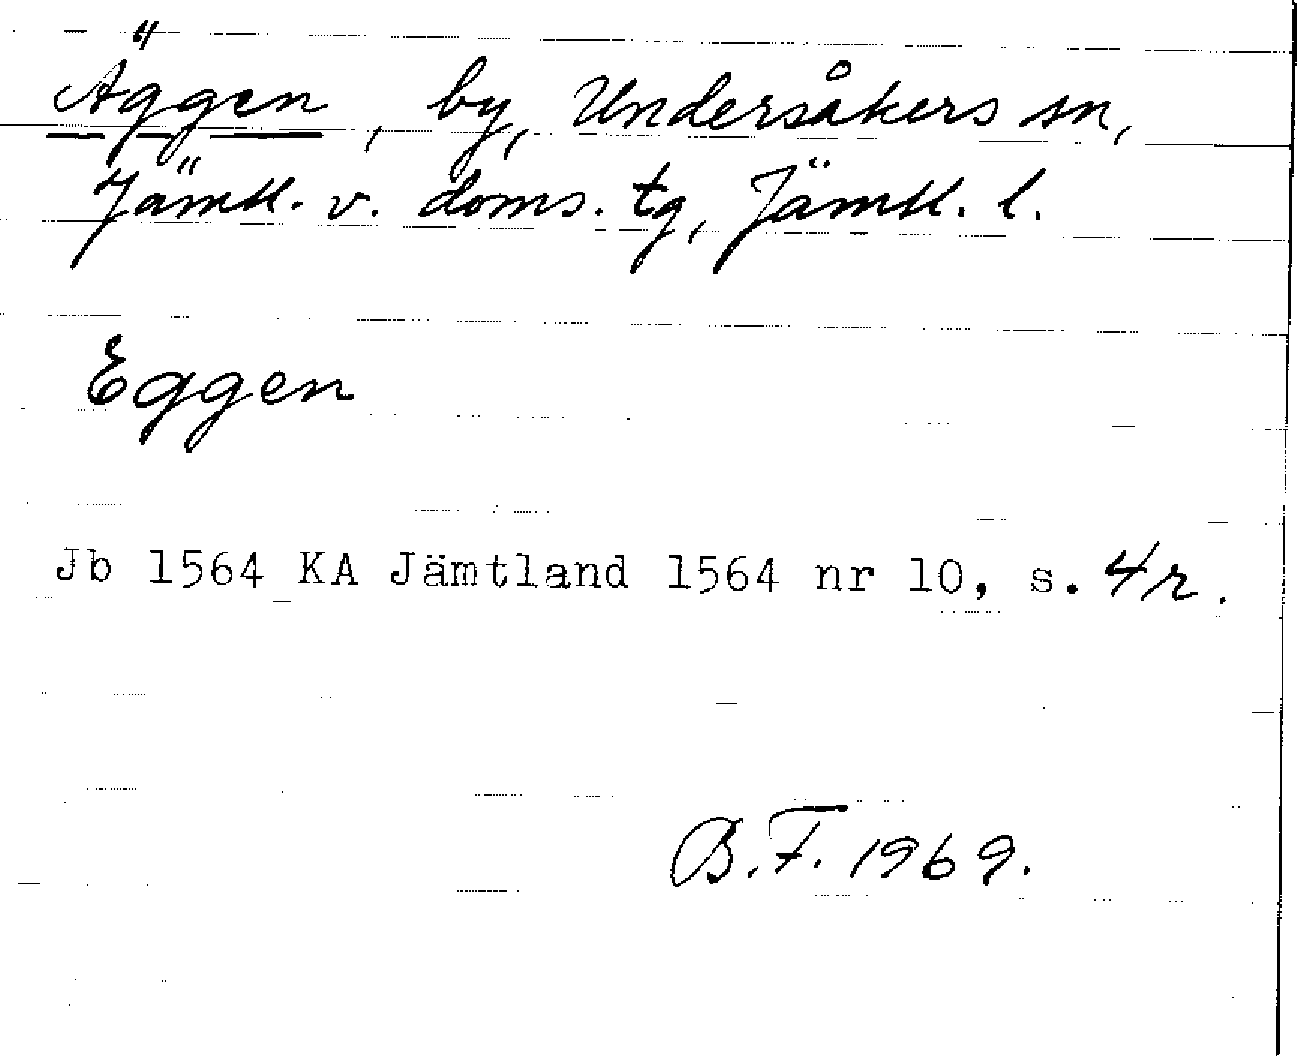 Äggen, by, Undersåkers sn,
Jämtl. v. doms. tg, Jämtl. l.
Eggen
Jb 1564 KA Jämtland 1564 nr 10, s. 4r.
B.F. 1969.